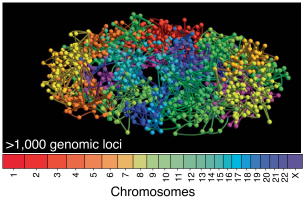 >1,000 genomic loci
1 2 3 4 5 6 7 8 9 10 11 12 13 14 15 16 17 18 19 20 21 22 X
Chromosomes